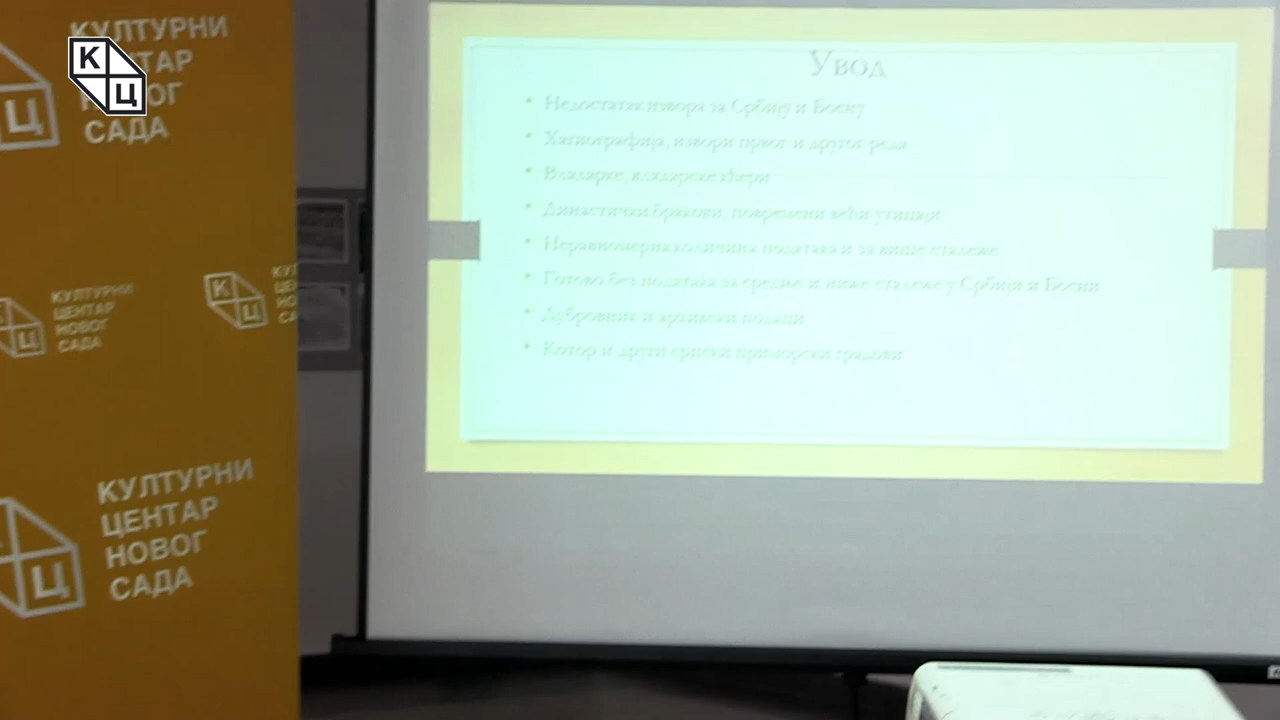 КУЛТУРНИ
ЦЕНТАР
НОВОГ
САДА
К
Ц
Ц
КУЛТУРНИ
ЦЕНТАР
НОВОГ
САДА
К
Ц
КУЛТУРНИ
ЦЕНТАР
НОВОГ
САДА
Ц
Увод
• Недостатак извора за Србију и Босну
• Хагиографија, извори првог и другог реда
• Владарке, владарске кћери
• Династички бракови, повремени већи утицаји
• Неравномерна количина података и за више сталеже
• Готово без података за средње и ниже сталеже у Србији и Босни
• Дубровник и архивски подаци
• Котор и други српски приморски градови